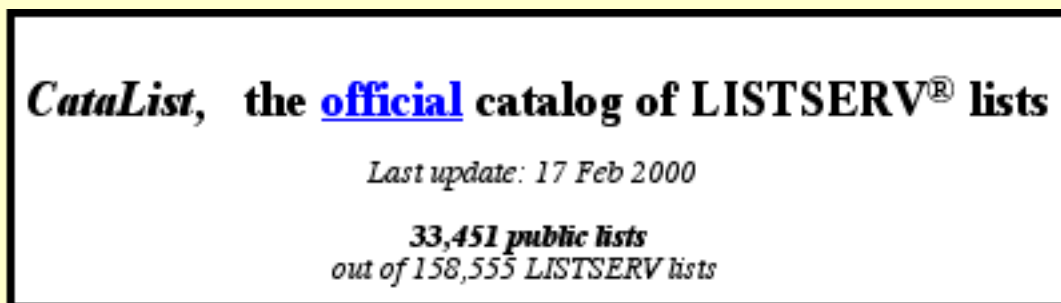 CataList, the official catalog of LISTSERV® lists
Last update: 17 Feb 2000
33,451 public lists
out of 158,555 LISTSERV lists